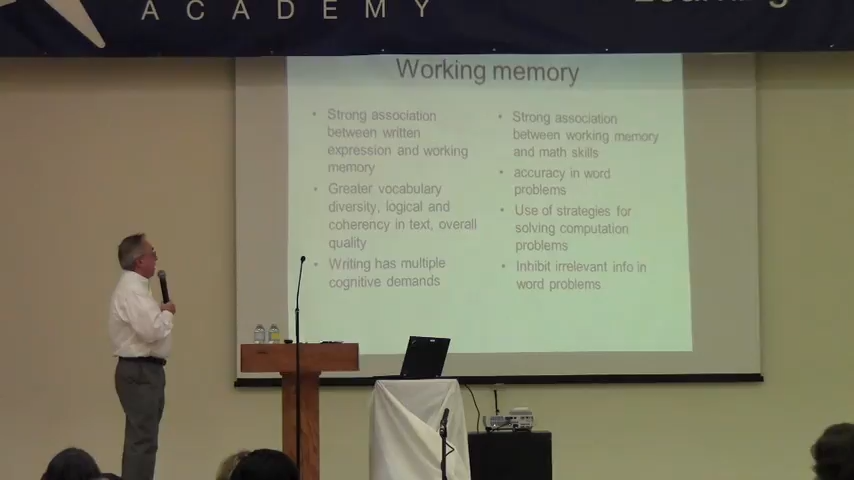 ACADEMY
Learning
Working memory
• Strong association
between written
expression and working
memory
• Greater vocabulary
diversity, logical and
coherency in text, overall
quality
• Writing has multiple
cognitive demands
• Strong association
between working memory
and math skills
• accuracy in word
problems
• Use of strategies for
solving computation
problems
• Inhibit irrelevant info in
word problems